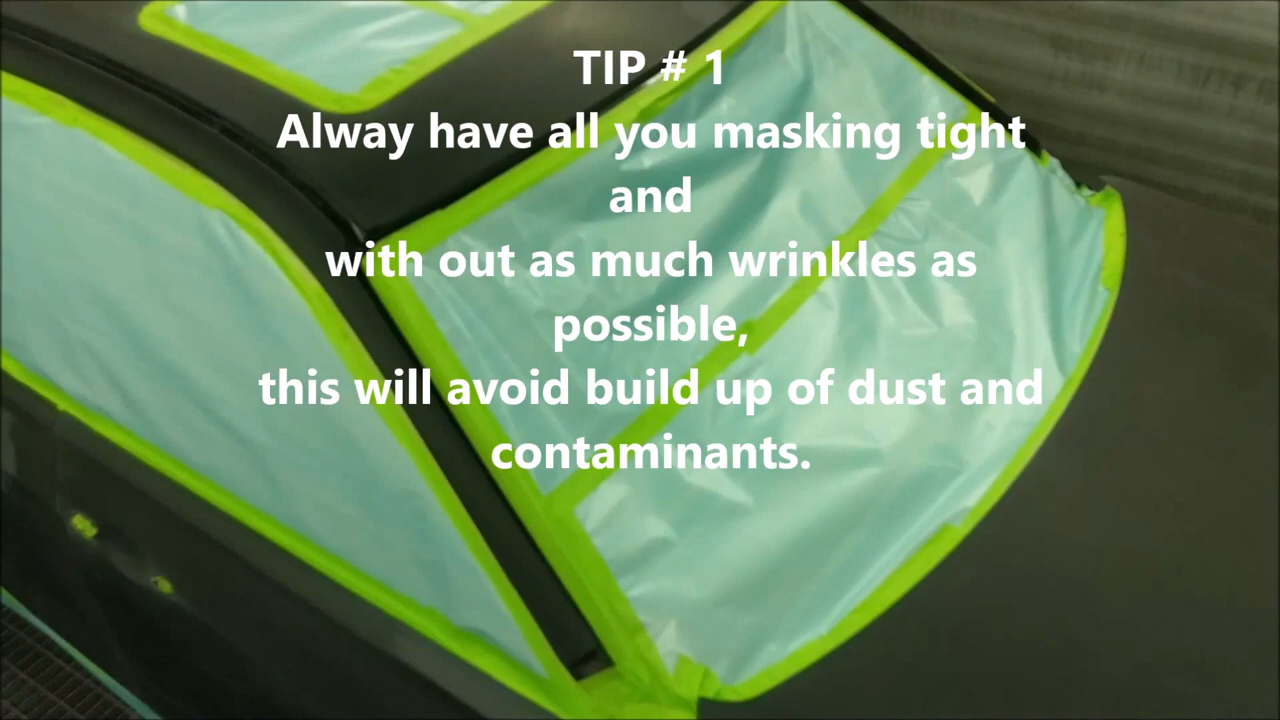 TIP # 1
Alway have all you masking tight
and
with out as much wrinkles as
possible,
this will avoid build up of dust and
contaminants.